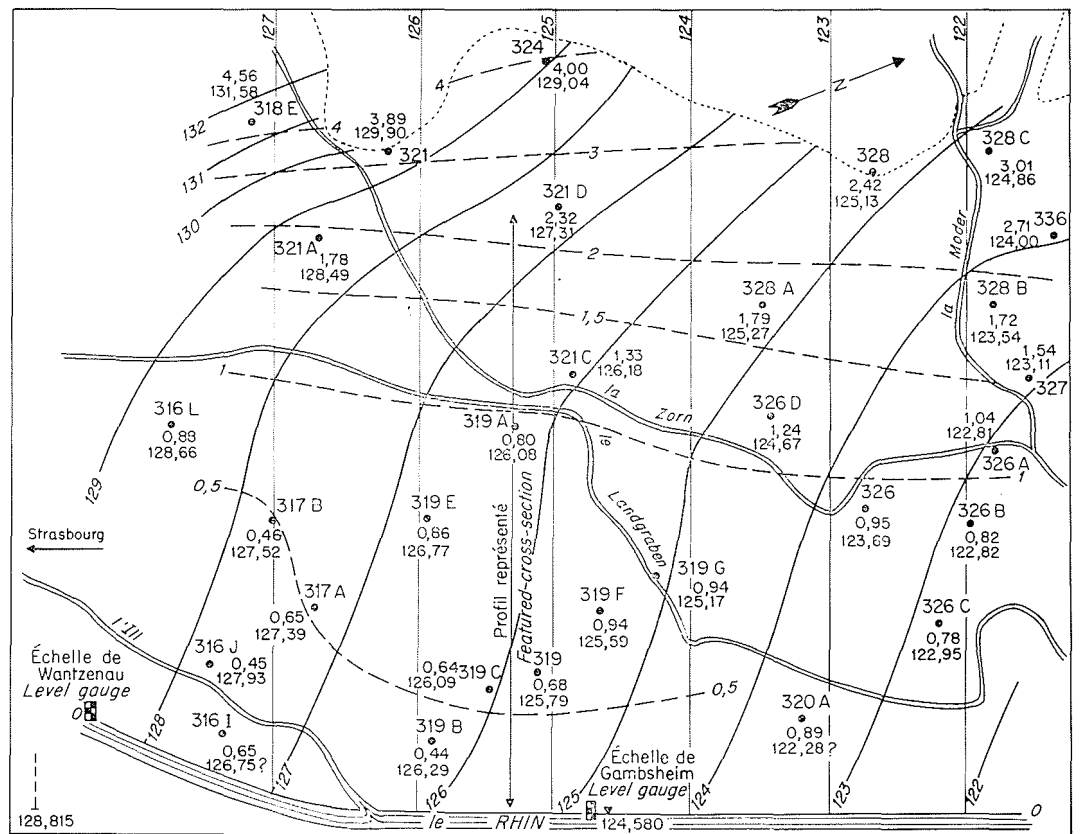 127
126
125
124
123
122
324
4,00
129,04
4
N
4,56
131,58
318 E
132
4
3,89
129,90
321
3
131
130
328
2,42
125,13
328 C
3,01
124,86
321 D
2,32
127,31
336
2,71
124,00
321 A
1,78
128,49
2
la Moder
328 A
1,79
125,27
328 B
1,72
123,54
1,5
321 C
1,33
126,18
1,54
123,11
327
1
la Zorn
316 L
0,83
128,66
319 A
0,80
126,08
le Landgraben
326 D
1,24
124,67
1,04
122,81
326 A
1
129
0,5
317 B
0,46
127,52
319 E
0,66
126,77
326
0,95
123,69
326 B
0,82
122,82
Strasbourg
Profil représenté
Featured-cross-section
317 A
0,65
127,39
319 G
0,94
125,17
319 F
0,94
125,59
326 C
0,78
122,95
l'Ill
316 J
0,45
127,93
Échelle de
Wantzenau
Level gauge
0
0,64
126,09
319 C
319
0,68
125,79
0,5
320 A
0,89
122,28?
316 I
0,65
126,75?
319 B
0,44
126,29
Échelle de
Gambsheim
Level gauge
128
127
126
125
124
123
122
0
128,815
le RHIN
124,580